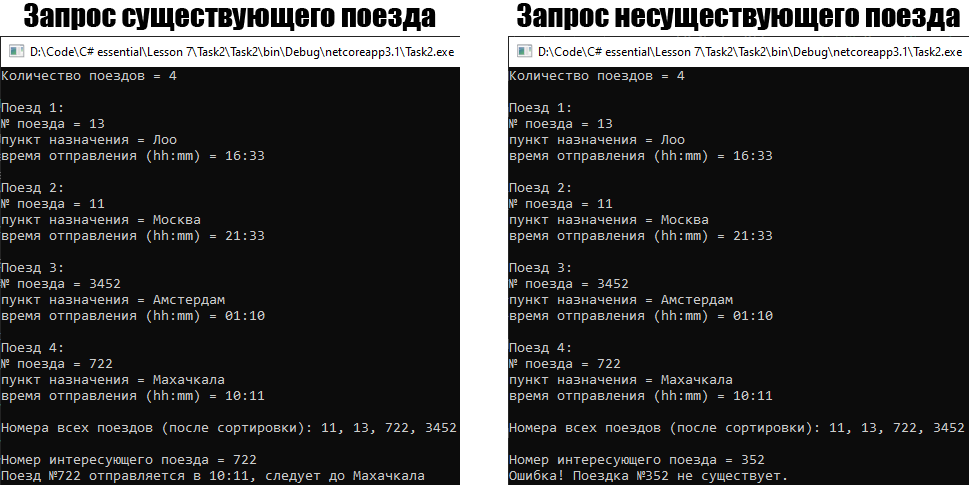 Запрос существующего поезда
D:\Code\C# essential\Lesson 7\Task2\Task2\bin\Debug\netcoreapp3.1\Task2.exe
Количество поездов = 4
Поезд 1:
№ поезда = 13
пункт назначения = Лоо
время отправления (hh:mm) = 16:33
Поезд 2:
№ поезда = 11
пункт назначения = Москва
время отправления (hh:mm) = 21:33
Поезд 3:
№ поезда = 3452
пункт назначения = Амстердам
время отправления (hh:mm) = 01:10
Поезд 4:
№ поезда = 722
пункт назначения = Махачкала
время отправления (hh:mm) = 10:11
Номера всех поездов (после сортировки): 11, 13, 722, 3452
Номер интересующего поезда = 722
Поезд №722 отправляется в 10:11, следует до Махачкала
Запрос несуществующего поезда
D:\Code\C# essential\Lesson 7\Task2\Task2\bin\Debug\netcoreapp3.1\Task2.exe
Количество поездов = 4
Поезд 1:
№ поезда = 13
пункт назначения = Лоо
время отправления (hh:mm) = 16:33
Поезд 2:
№ поезда = 11
пункт назначения = Москва
время отправления (hh:mm) = 21:33
Поезд 3:
№ поезда = 3452
пункт назначения = Амстердам
время отправления (hh:mm) = 01:10
Поезд 4:
№ поезда = 722
пункт назначения = Махачкала
время отправления (hh:mm) = 10:11
Номера всех поездов (после сортировки): 11, 13, 722, 3452
Номер интересующего поезда = 352
Ошибка! Поездка №352 не существует.